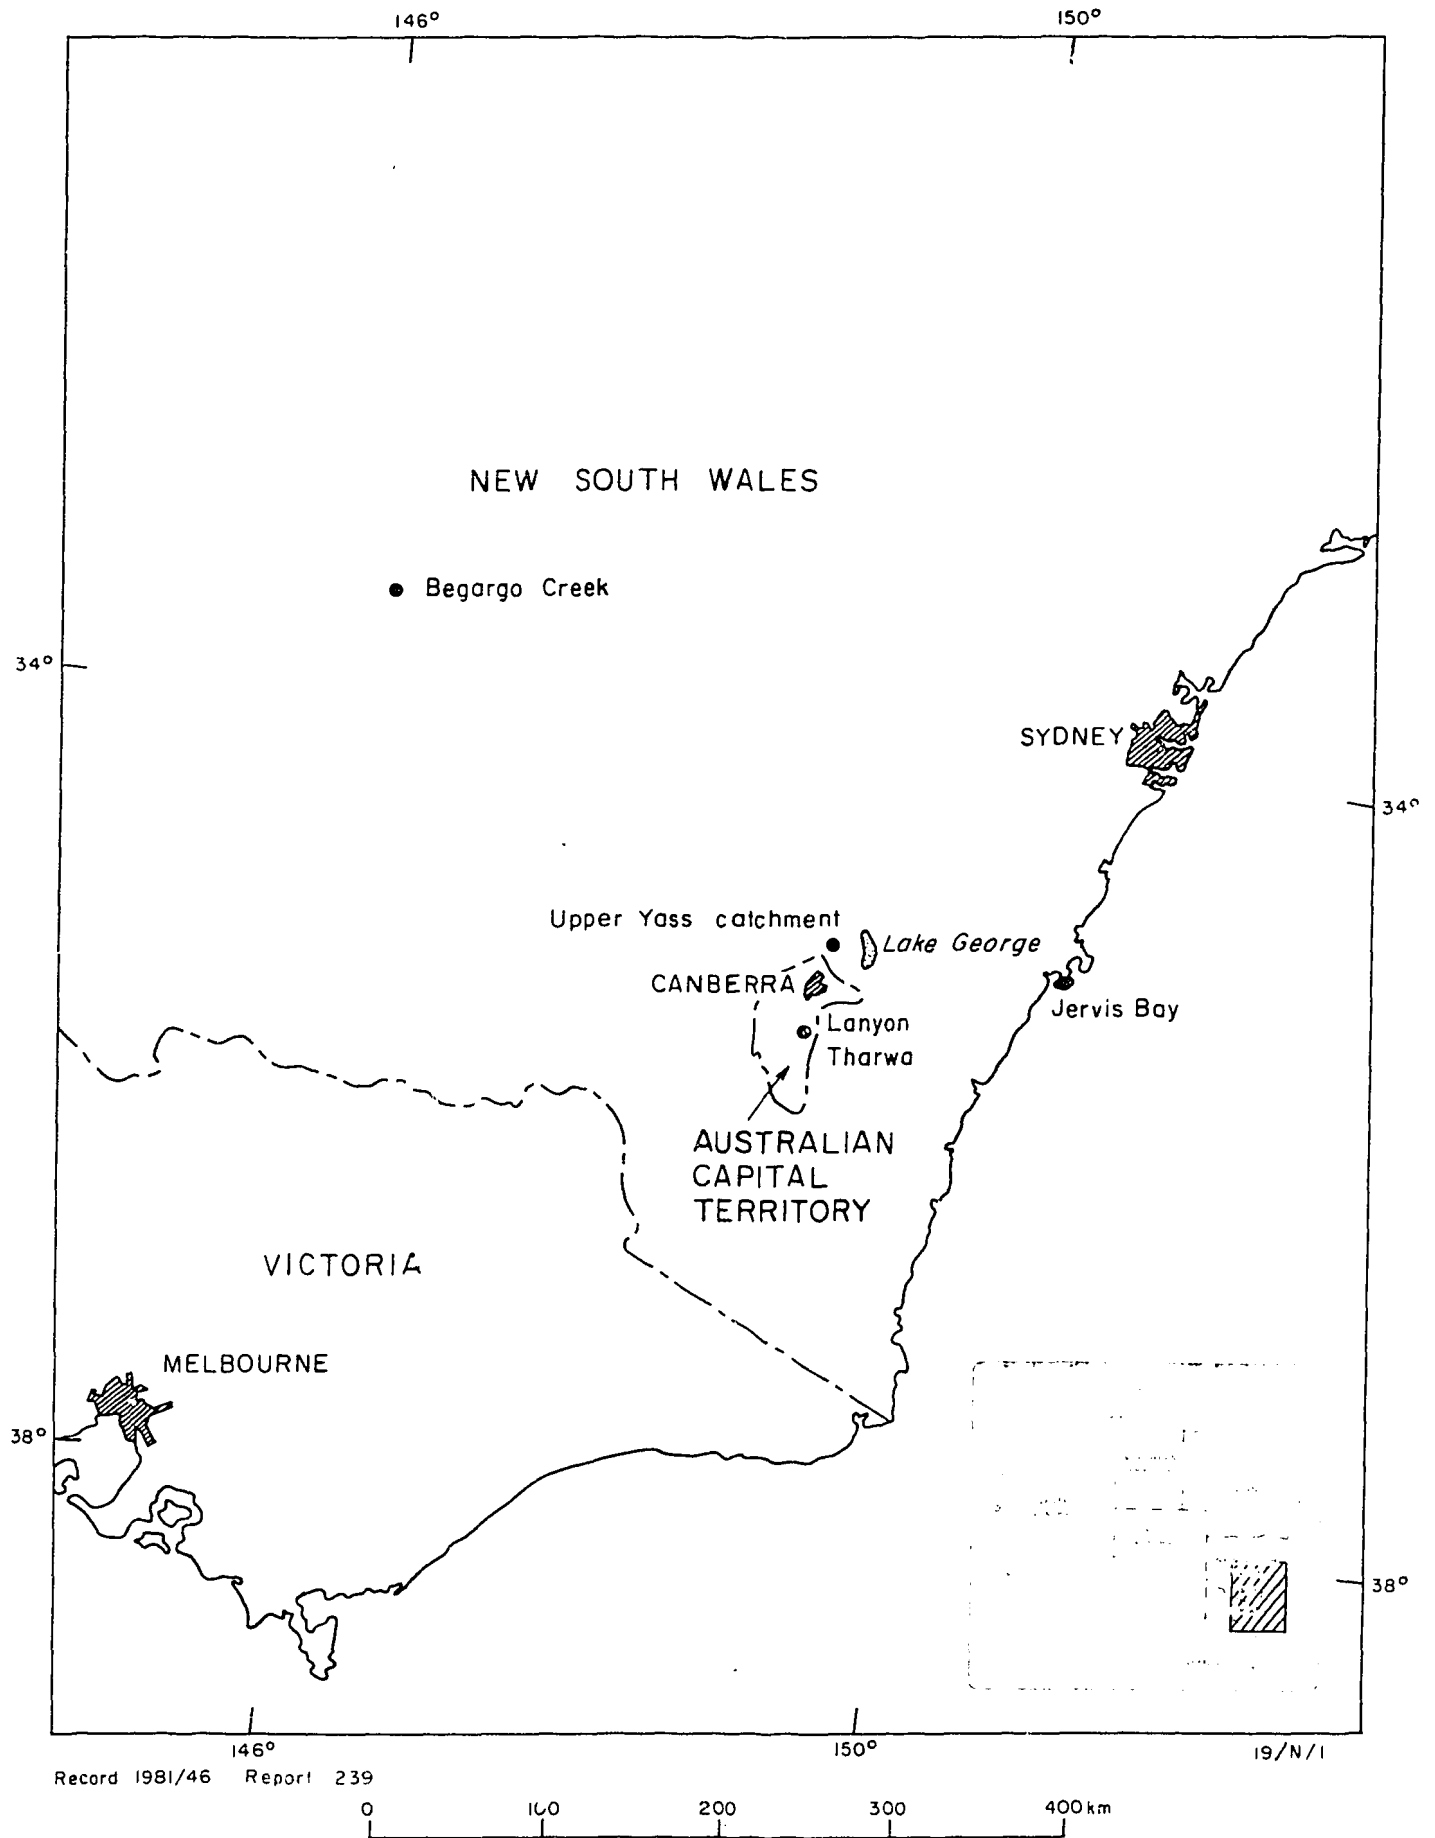 146° 150°
NEW SOUTH WALES
Begargo Creek
34°
SYDNEY
34°
Upper Yass catchment
Lake George
CANBERRA
Jervis Bay
Lanyon
Tharwa
AUSTRALIAN
CAPITAL
TERRITORY
VICTORIA
MELBOURNE
38°
38°
146° 150° 19/N/1
Record 1981/46 Report 239
0 100 200 300 400 km